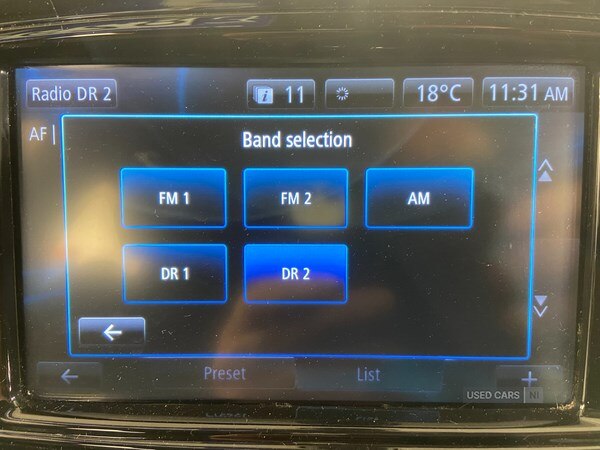 Radio DR 2 i 11 18°C 11:31 AM
AF
Band selection
FM 1 FM 2 AM
DR 1 DR 2
Preset List
USED CARS NI